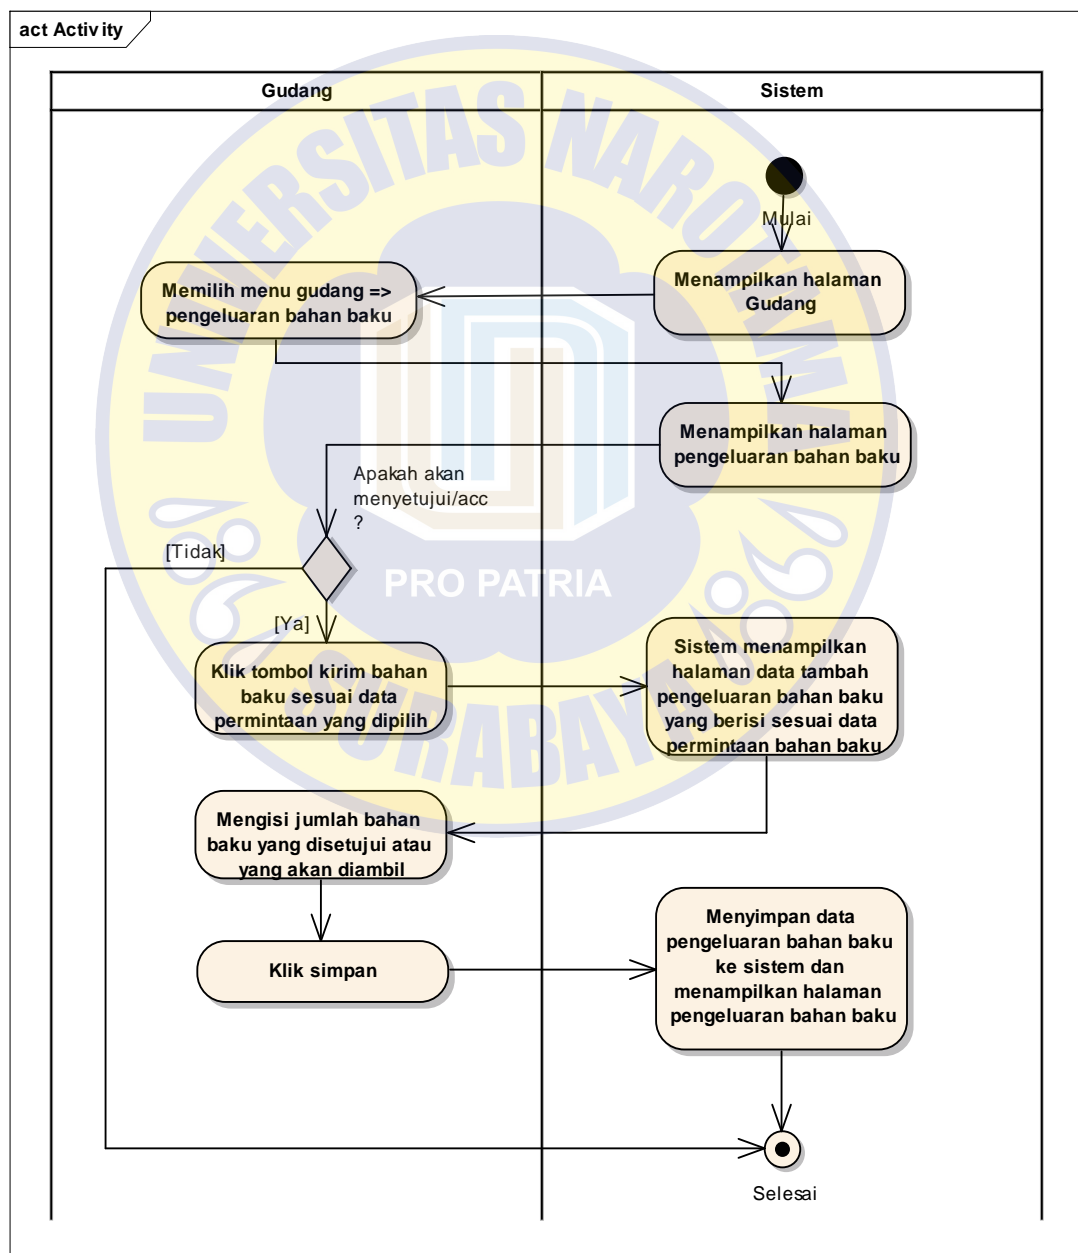 act Activity
Gudang
Sistem
Mulai
Menampilkan halaman
Gudang
Memilih menu gudang =>
pengeluaran bahan baku
Menampilkan halaman
pengeluaran bahan baku
Apakah akan
menyetujui/acc
?
[Tidak]
[Ya]
Klik tombol kirim bahan
baku sesuai data
permintaan yang dipilih
Sistem menampilkan
halaman data tambah
pengeluaran bahan baku
yang berisi sesuai data
permintaan bahan baku
Mengisi jumlah bahan
baku yang disetujui atau
yang akan diambil
Klik simpan
Menyimpan data
pengeluaran bahan baku
ke sistem dan
menampilkan halaman
pengeluaran bahan baku
Selesai
UNIVERSITAS NAROTAMA
PRO PATRIA
SURABAYA